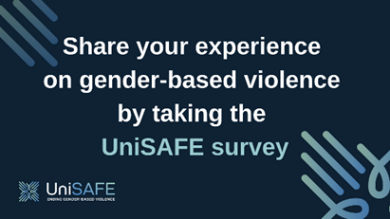 Share your experience
on gender-based violence
by taking the
UniSAFE survey
UniSAFE
ENDING GENDER-BASED VIOLENCE